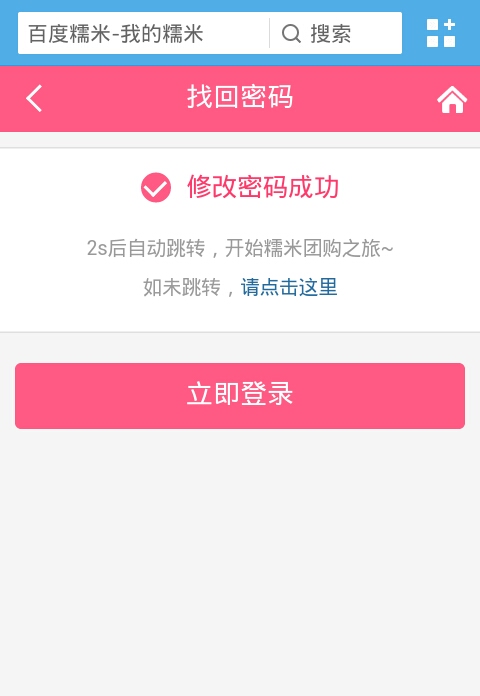 百度糯米-我的糯米 搜索
找回密码
修改密码成功
2s后自动跳转，开始糯米团购之旅~
如未跳转，请点击这里
立即登录